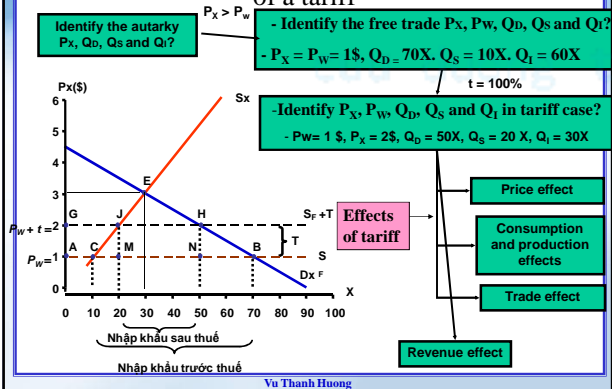 of a tariff
Identify the autarky
Px, QD, QS and QI?
PX > Pw
- Identify the free trade Px, Pw, QD, QS and QI?
- PX = PW= 1$, QD = 70X. QS = 10X. QI = 60X
t = 100%
-Identify PX, PW, QD, QS and QI in tariff case?
- Pw= 1 $, PX = 2$, QD = 50X, QS = 20 X, QI = 30X
Px($)
6
5
4
3
PW + t =2
PW=1
0
Sx
E
G
J
H
SF +T
T
A
C
M
N
B
S
F
Dx
X
0 10 20 30 40 50 60 70 80 90 100
Nhập khẩu sau thuế
Nhập khẩu trước thuế
Effects
of tariff
Price effect
Consumption
and production
effects
Trade effect
Revenue effect
Vu Thanh Huong